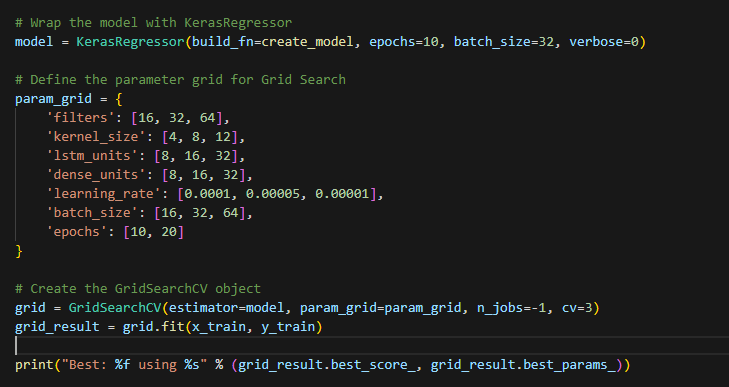 # Wrap the model with KerasRegressor
model = KerasRegressor(build_fn=create_model, epochs=10, batch_size=32, verbose=0)
# Define the parameter grid for Grid Search
param_grid = {
    'filters': [16, 32, 64],
    'kernel_size': [4, 8, 12],
    'lstm_units': [8, 16, 32],
    'dense_units': [8, 16, 32],
    'learning_rate': [0.0001, 0.00005, 0.00001],
    'batch_size': [16, 32, 64],
    'epochs': [10, 20]
}
# Create the GridSearchCV object
grid = GridSearchCV(estimator=model, param_grid=param_grid, n_jobs=-1, cv=3)
grid_result = grid.fit(x_train, y_train)
print("Best: %f using %s" % (grid_result.best_score_, grid_result.best_params_))